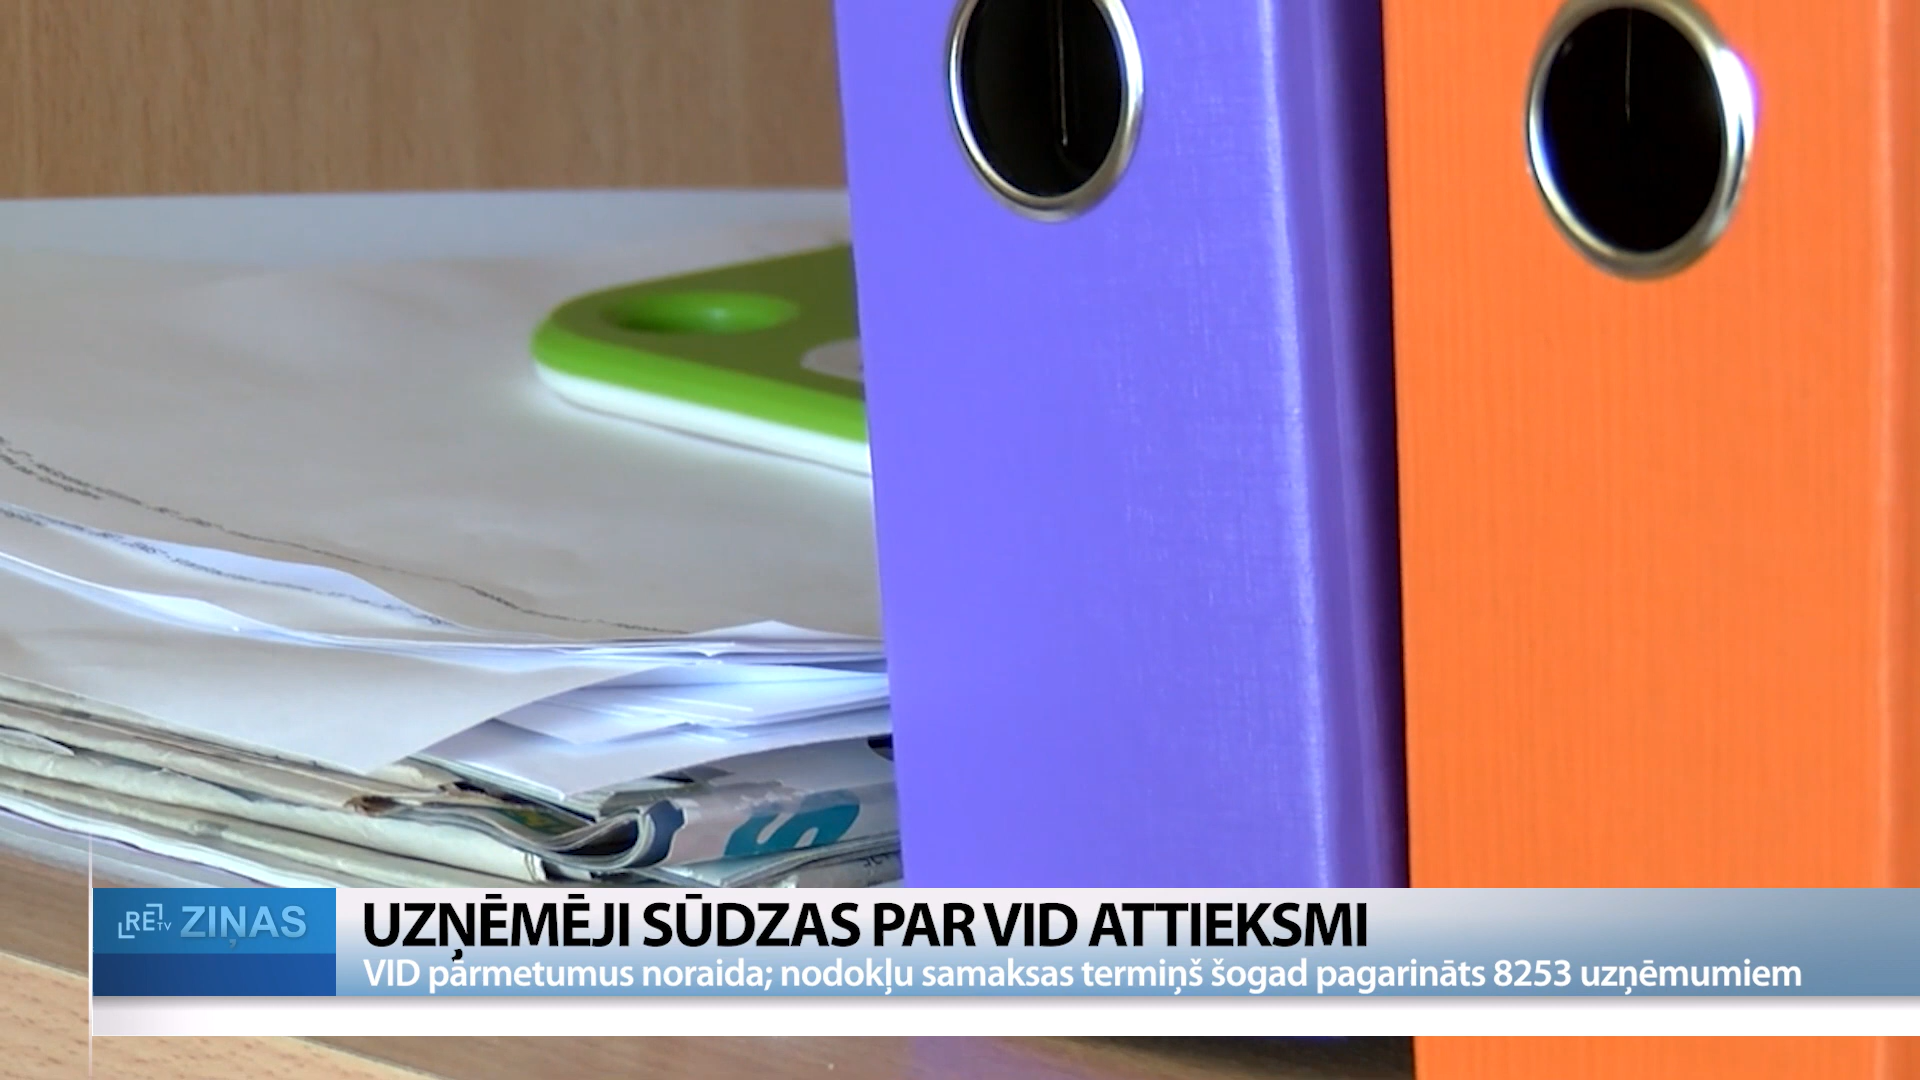 RE TV ZIŅAS
UZŅĒMĒJI SŪDZAS PAR VID ATTIEKSMI
VID pārmetumus noraida; nodokļu samaksas termiņš šogad pagarināts 8253 uzņēmumiem